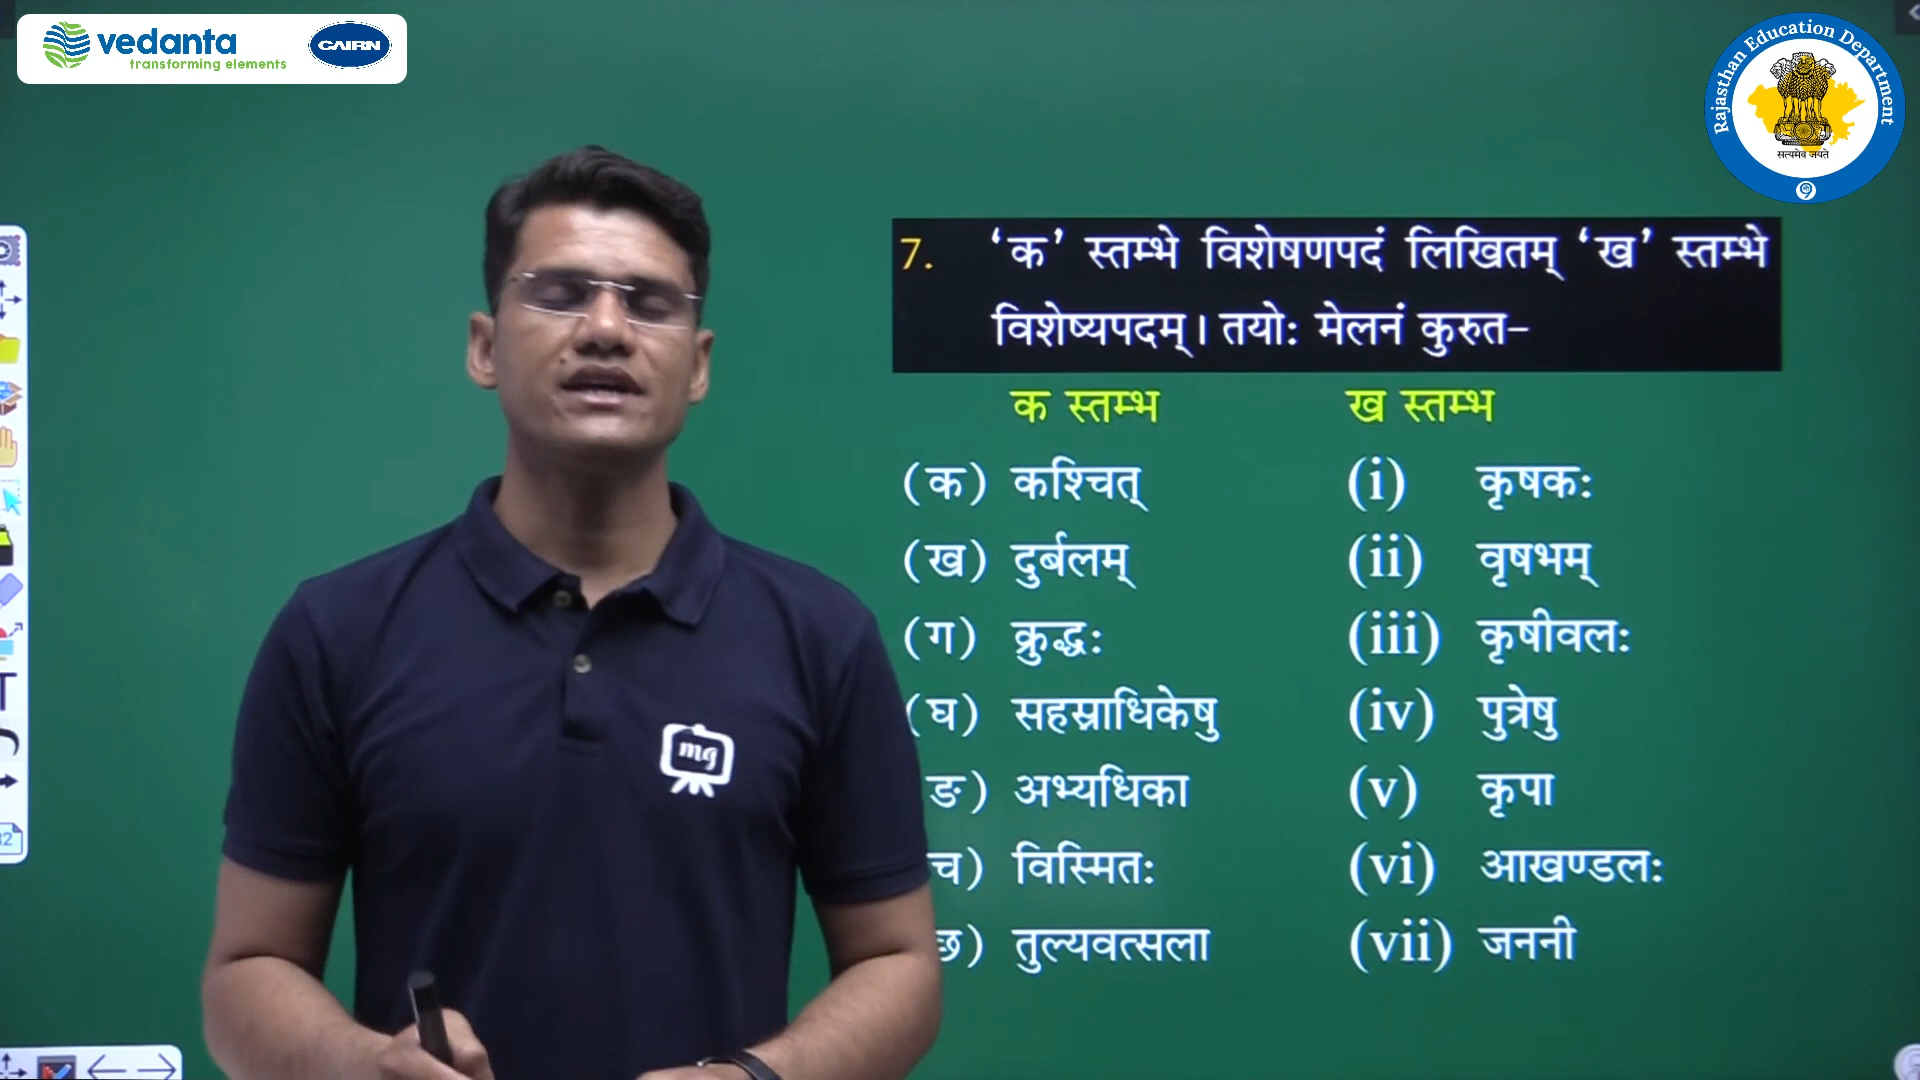 vedanta
transforming elements
CAIRN
Rajasthan Education Department
सत्यमेव जयते
7. ‘क’ स्तम्भे विशेषणपदं लिखितम् ‘ख’ स्तम्भे
विशेष्यपदम्। तयोः मेलनं कुरुत–
क स्तम्भ ख स्तम्भ
(क) कश्चित् (i) कृषकः
(ख) दुर्बलम् (ii) वृषभम्
(ग) क्रुद्धः (iii) कृषीवलः
(घ) सहस्राधिकेषु (iv) पुत्रेषु
ङ) अभ्यधिका (v) कृपा
च) विस्मितः (vi) आखण्डलः
छ) तुल्यवत्सला (vii) जननी
mg
T